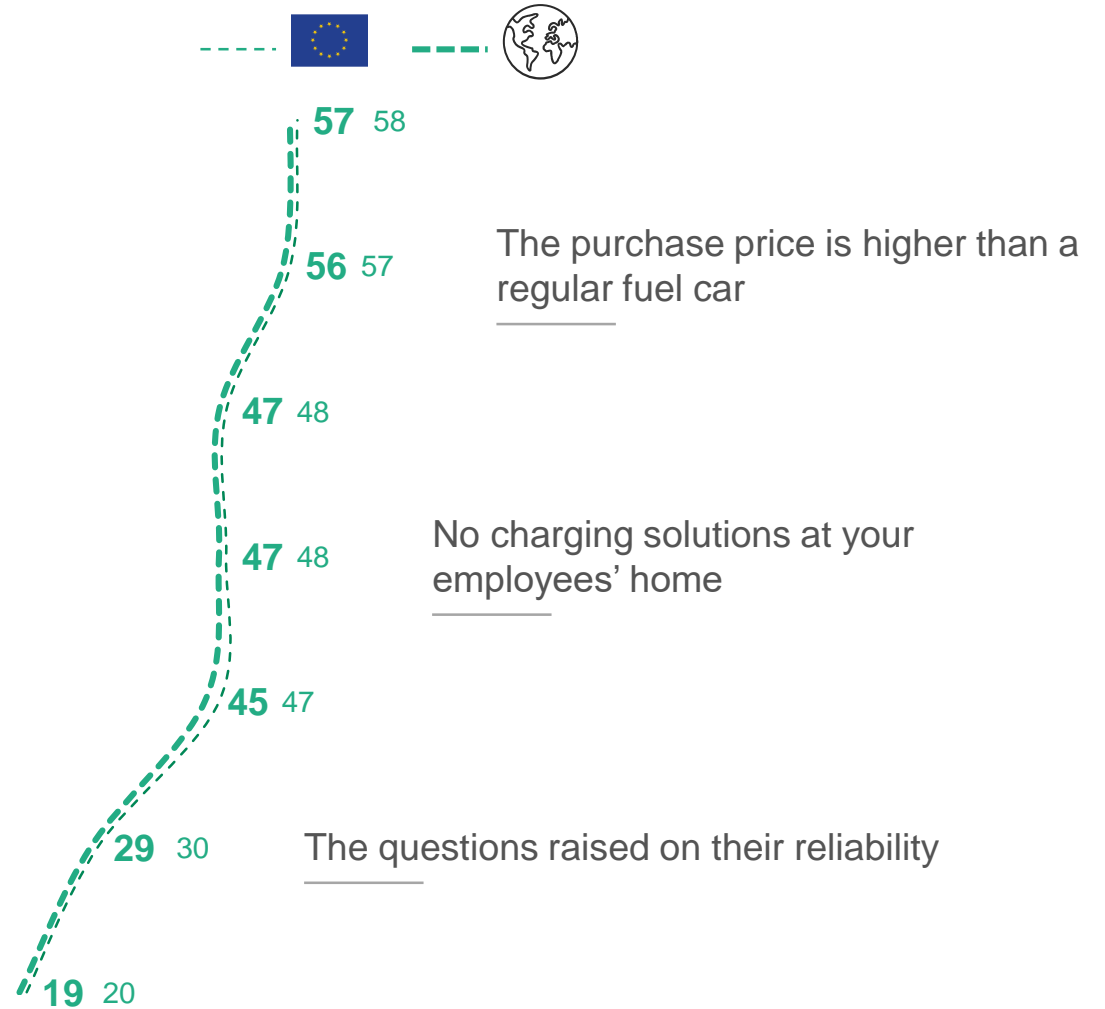 57 58
56 57
The purchase price is higher than a
regular fuel car
47 48
47 48
No charging solutions at your
employees’ home
45 47
29 30
The questions raised on their reliability
19 20